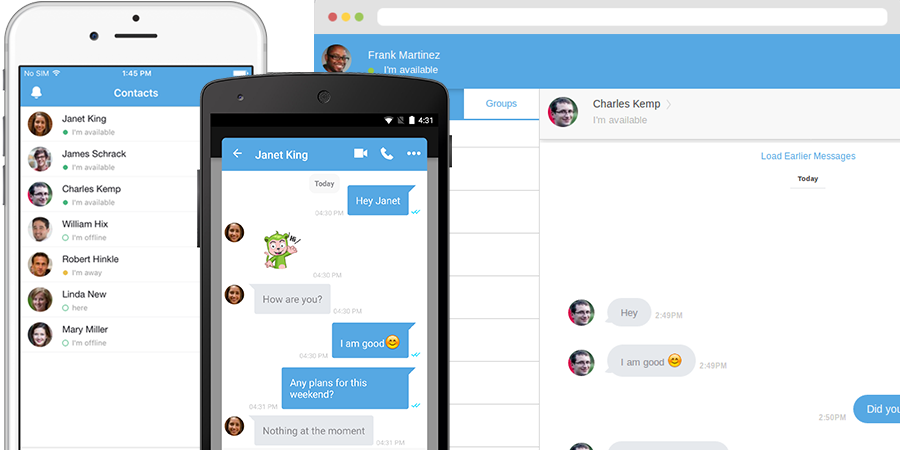 No SIM
1:45 PM
Contacts
Janet King
I'm available
James Schrack
I'm available
Charles Kemp
I'm available
William Hix
I'm offline
Robert Hinkle
I'm away
Linda New
here
Mary Miller
I'm offline
4:31
Janet King
Today
Hey Janet
04:30 PM
Hi!
04:30 PM
How are you?
04:30 PM
I am good😊
04:30 PM
Any plans for this
weekend?
04:31 PM
Nothing at the moment
04:31 PM
Frank Martinez
I'm available
Groups
Charles Kemp
I'm available
Load Earlier Messages
Today
Hey
2:49PM
I am good 😊
2:49PM
2:50PM
Did you